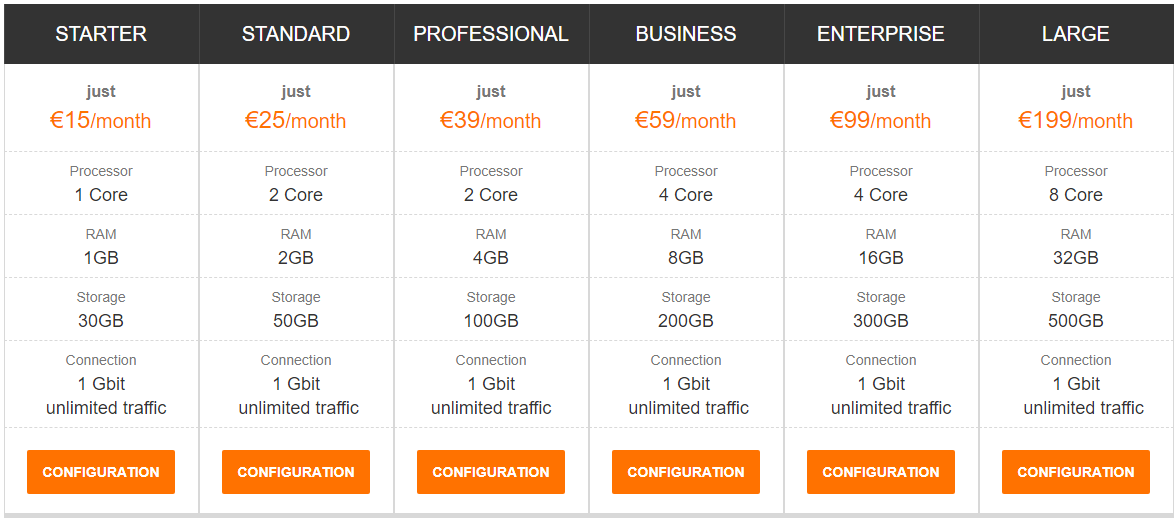 STARTER
just
€15/month
Processor
1 Core
RAM
1GB
Storage
30GB
Connection
1 Gbit
unlimited traffic
CONFIGURATION
STANDARD
just
€25/month
Processor
2 Core
RAM
2GB
Storage
50GB
Connection
1 Gbit
unlimited traffic
CONFIGURATION
PROFESSIONAL
just
€39/month
Processor
2 Core
RAM
4GB
Storage
100GB
Connection
1 Gbit
unlimited traffic
CONFIGURATION
BUSINESS
just
€59/month
Processor
4 Core
RAM
8GB
Storage
200GB
Connection
1 Gbit
unlimited traffic
CONFIGURATION
ENTERPRISE
just
€99/month
Processor
4 Core
RAM
16GB
Storage
300GB
Connection
1 Gbit
unlimited traffic
CONFIGURATION
LARGE
just
€199/month
Processor
8 Core
RAM
32GB
Storage
500GB
Connection
1 Gbit
unlimited traffic
CONFIGURATION